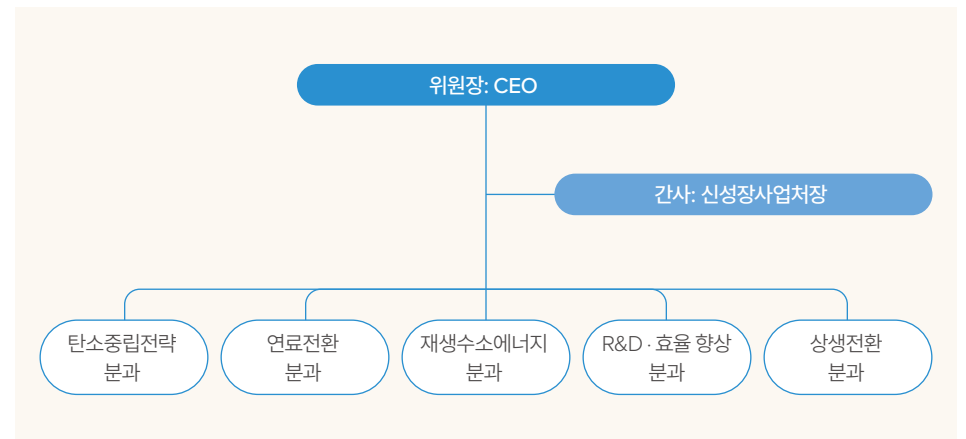 위원장: CEO
간사: 신성장사업처장
탄소중립전략
분과
연료전환
분과
재생수소에너지
분과
R&D · 효율 향상
분과
상생전환
분과